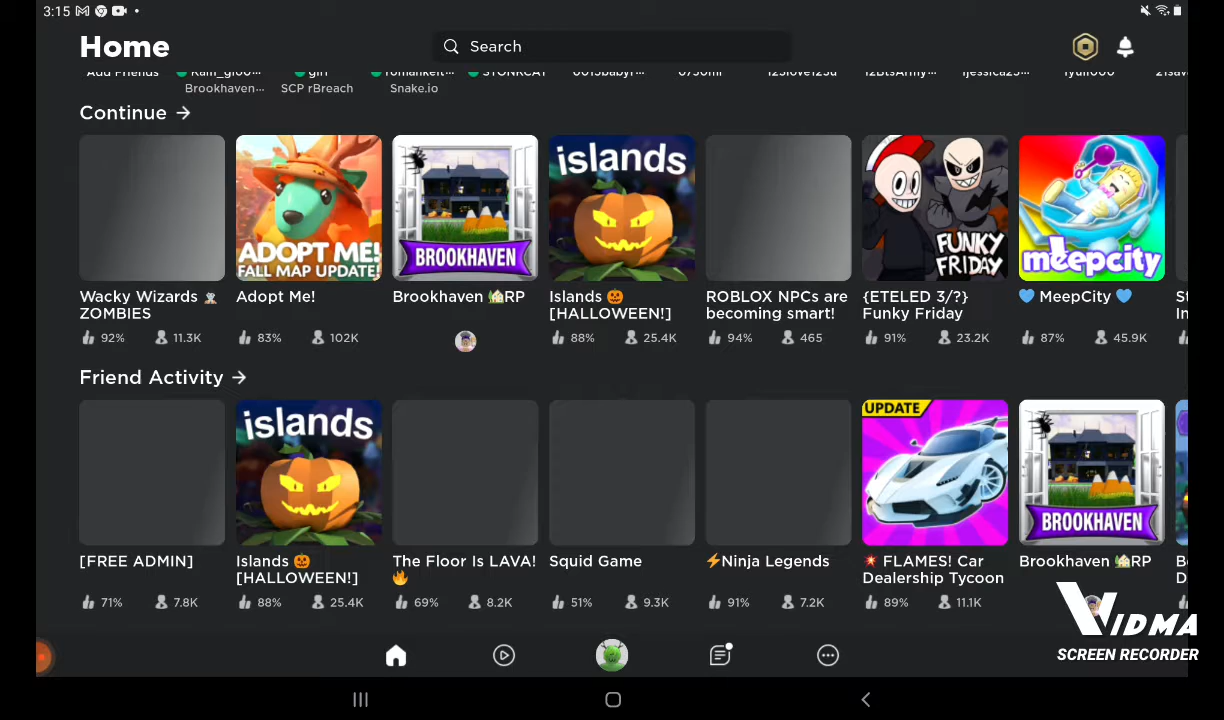 3:15
Home
Search
Add Friends
Brookhaven...
SCP rBreach
Snake.io
Continue →
ADOPT ME!
FALL MAP UPDATE!
BROOKHAVEN
islands
FUNKY
FRIDAY
meepcity
Wacky Wizards
ZOMBIES
Adopt Me!
Brookhaven 🏡RP
Islands 🎃
[HALLOWEEN!]
ROBLOX NPCs are
becoming smart!
{ETELED 3/?}
Funky Friday
💙 MeepCity 💙
92% 11.3K
83% 102K
88% 25.4K
94% 465
91% 23.2K
87% 45.9K
Friend Activity →
islands
UPDATE
BROOKHAVEN
[FREE ADMIN]
Islands 🎃
[HALLOWEEN!]
The Floor Is LAVA!
🔥
Squid Game
⚡Ninja Legends
💥 FLAMES! Car
Dealership Tycoon
Brookhaven 🏡RP
71% 7.8K
88% 25.4K
69% 8.2K
51% 9.3K
91% 7.2K
89% 11.1K
VIDMA
SCREEN RECORDER